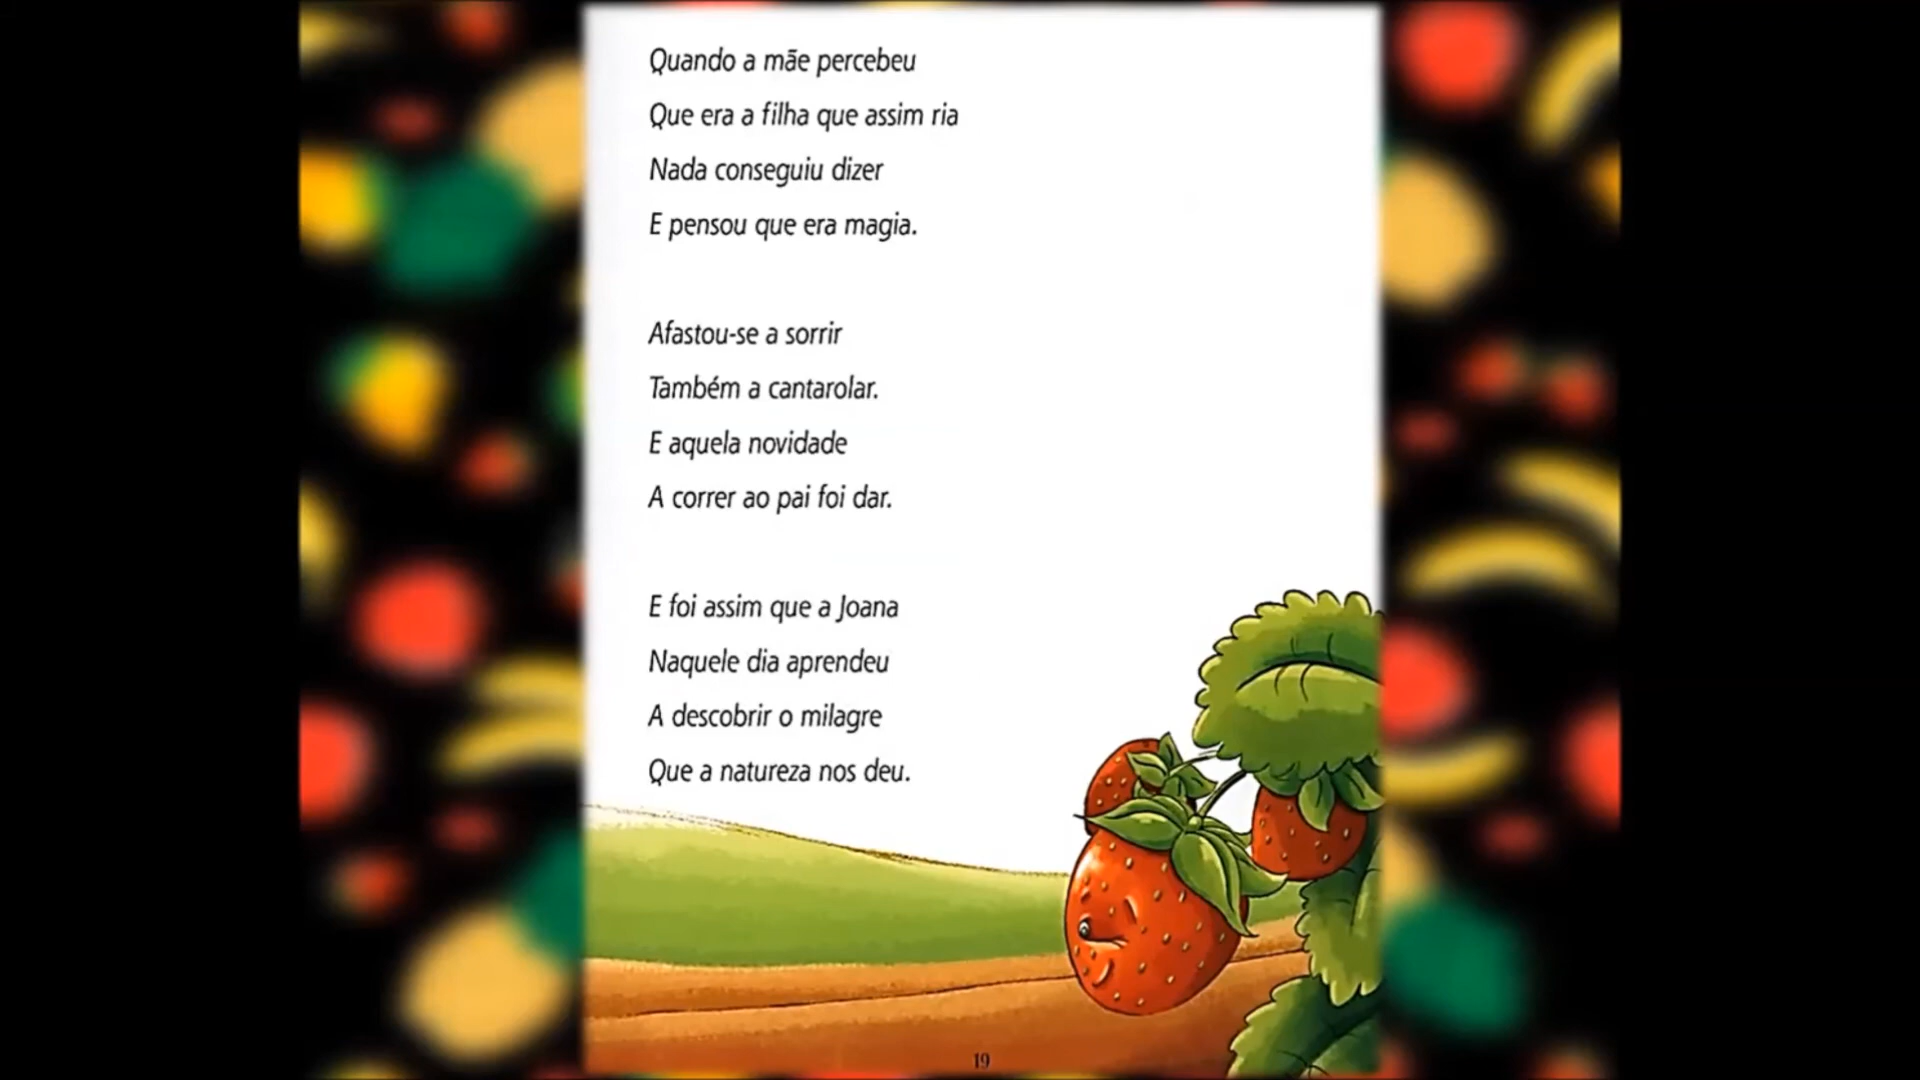 Quando a mãe percebeu
Que era a filha que assim ria
Nada conseguiu dizer
E pensou que era magia.
Afastou-se a sorrir
Também a cantarolar.
E aquela novidade
A correr ao pai foi dar.
E foi assim que a Joana
Naquele dia aprendeu
A descobrir o milagre
Que a natureza nos deu.
19